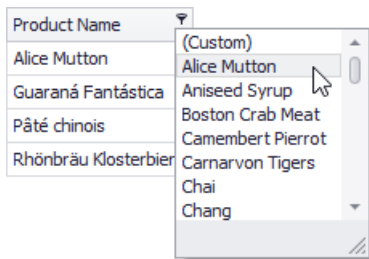 Product Name
Alice Mutton
Guaraná Fantástica
Pâté chinois
Rhönbräu Klosterbier
(Custom)
Alice Mutton
Aniseed Syrup
Boston Crab Meat
Camembert Pierrot
Carnarvon Tigers
Chai
Chang